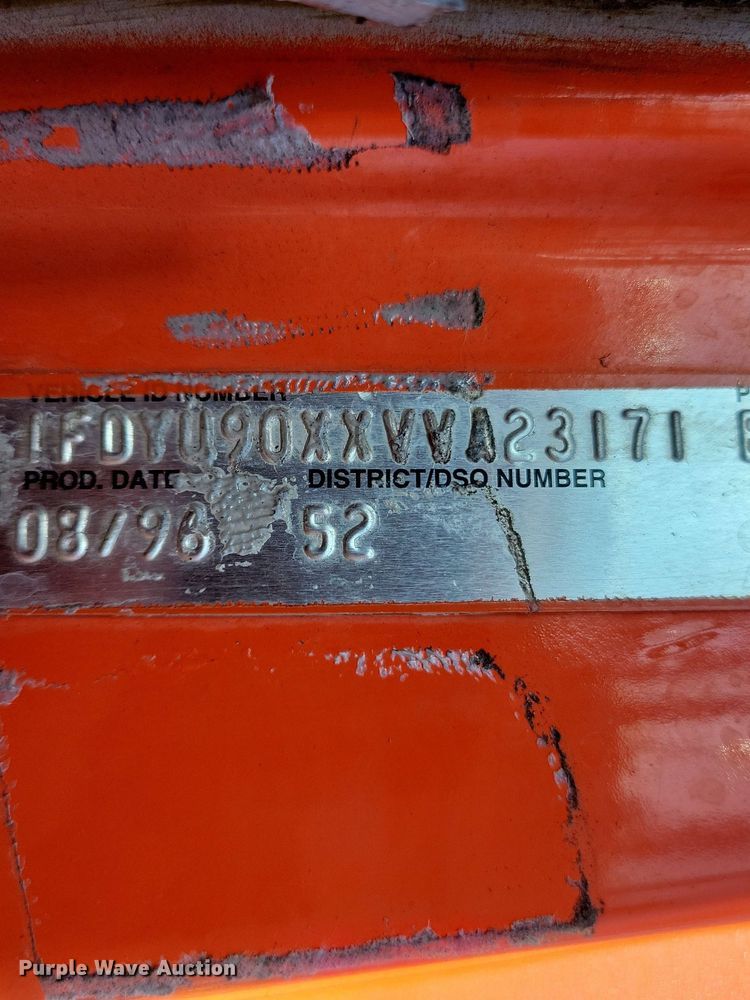 VEHICLE ID NUMBER
1FDYU90XXVVA23171
PROD. DATE DISTRICT/DSO NUMBER
08/96 52
Purple Wave Auction